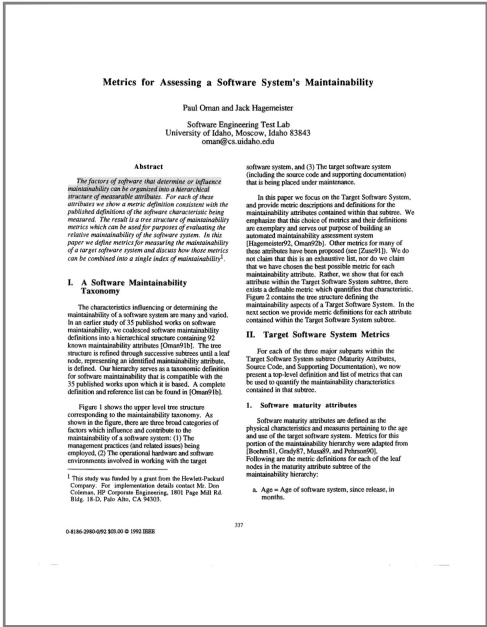 Metrics for Assessing a Software System's Maintainability
Paul Oman and Jack Hagemeister
Software Engineering Test Lab
University of Idaho, Moscow, Idaho 83843
oman@cs.uidaho.edu
Abstract
The factors of software that determine or influence
maintainability can be organized into a hierarchical
structure of measurable attributes. For each of these
attributes we show a metric definition consistent with the
published definitions of the software characteristic being
measured. The result is a tree structure of maintainability
metrics which can be used for purposes of evaluating the
relative maintainability of the software system. In this
paper we define metrics for measuring the maintainability
of a target software system and discuss how those metrics
can be combined into a single index of maintainability1.
I. A Software Maintainability
Taxonomy
The characteristics influencing or determining the
maintainability of a software system are many and varied.
In an earlier study of 35 published works on software
maintainability, we coalesced software maintainability
definitions into a hierarchical structure containing 92
known maintainability attributes [Oman91b]. The tree
structure is refined through successive subtrees until a leaf
node, representing an identified maintainability attribute,
is defined. Our hierarchy serves as a taxonomic definition
for software maintainability that is compatible with the
35 published works upon which it is based. A complete
definition and reference list can be found in [Oman91b].
Figure 1 shows the upper level tree structure
corresponding to the maintainability taxonomy. As
shown in the figure, there are three broad categories of
factors which influence and contribute to the
maintainability of a software system: (1) The
management practices (and related issues) being
employed, (2) The operational hardware and software
environments involved in working with the target
1 This study was funded by a grant from the Hewlett-Packard
Company. For implementation details contact Mr. Don
Coleman, HP Corporate Engineering, 1801 Page Mill Rd.
Bldg. 18-D, Palo Alto, CA 94303.
software system, and (3) The target software system
(including the source code and supporting documentation)
that is being placed under maintenance.
In this paper we focus on the Target Software System,
and provide metric definitions and descriptions for the
maintainability attributes contained within that subtree. We
emphasize that this choice of metrics and their definitions
are exemplary and serves our purpose of building an
automated maintainability assessment system
[Hagemeister92, Oman92b]. Other metrics for many of
these attributes have been proposed (see [Zuse91]). We do
not claim that this is an exhaustive list, nor do we claim
that we have chosen the best possible metric for each
maintainability attribute. Rather, we show that for each
attribute within the Target Software System subtree, there
exists a definable metric which quantifies that characteristic.
Figure 2 contains the tree structure defining the
maintainability aspects of a Target Software System. In the
next section we provide metric definitions for each attribute
contained within the Target Software System subtree.
II. Target Software System Metrics
For each of the three major subparts within the
Target Software System subtree (Maturity Attributes,
Source Code, and Supporting Documentation), we now
present a top-level definition and list of metrics that can
be used to quantify the maintainability characteristics
contained in that subtree.
1. Software maturity attributes
Software maturity attributes are defined as the
physical characteristics and measures pertaining to the age
and use of the target software system. Metrics for this
portion of the maintainability hierarchy were adapted from
[Boehm81, Grady87, Musa89, and Pehrson90].
Following are the metric definitions for each of the leaf
nodes in the maturity attribute subtree of the
maintainability hierarchy:
a. Age = Age of software system, since release, in
months.
337
0-8186-2980-0/92 $03.00 © 1992 IEEE